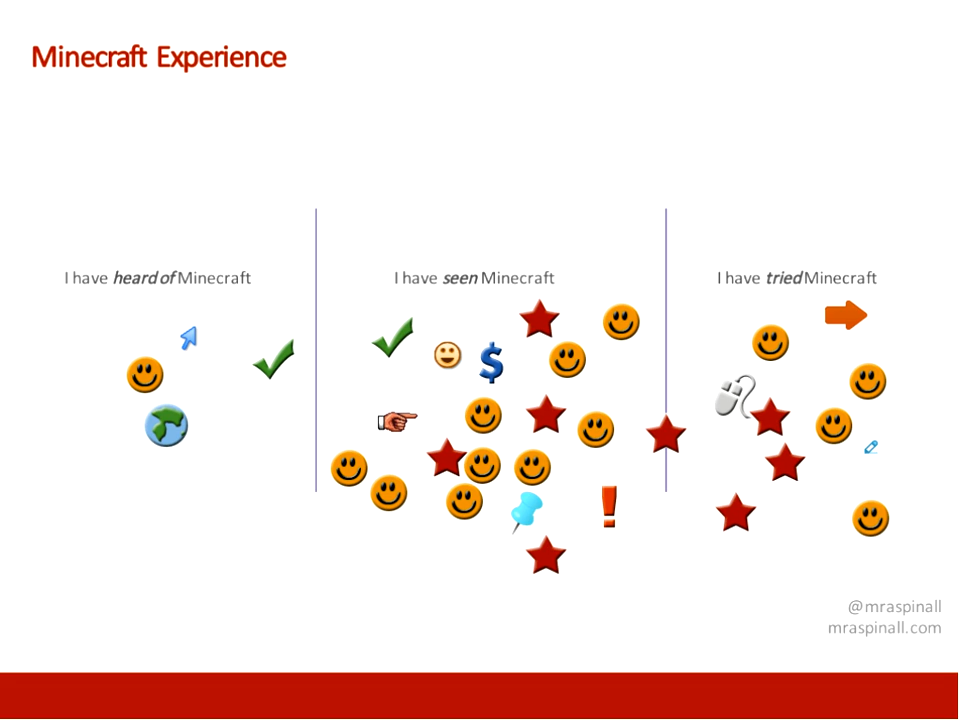 Minecraft Experience
I have heard of Minecraft
I have seen Minecraft
I have tried Minecraft
$
!
@mraspinall
mraspinall.com